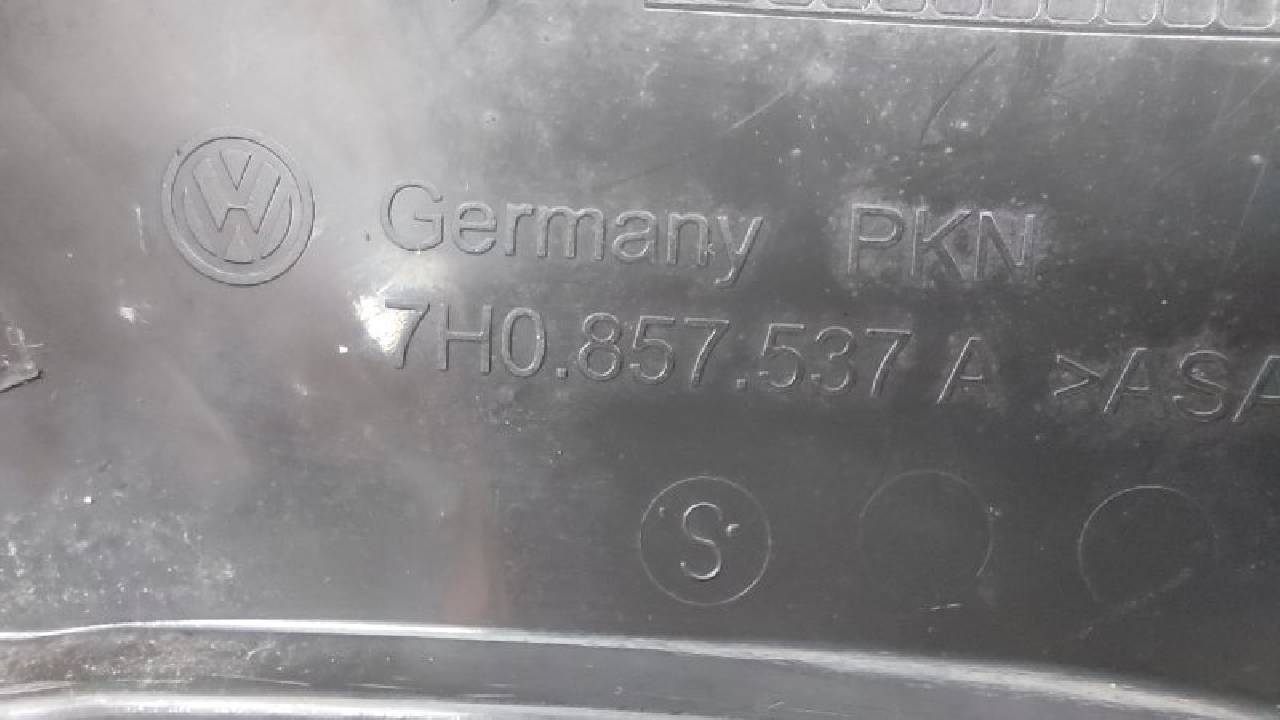 Germany PKN
7H0.857.537 A >ASA
S